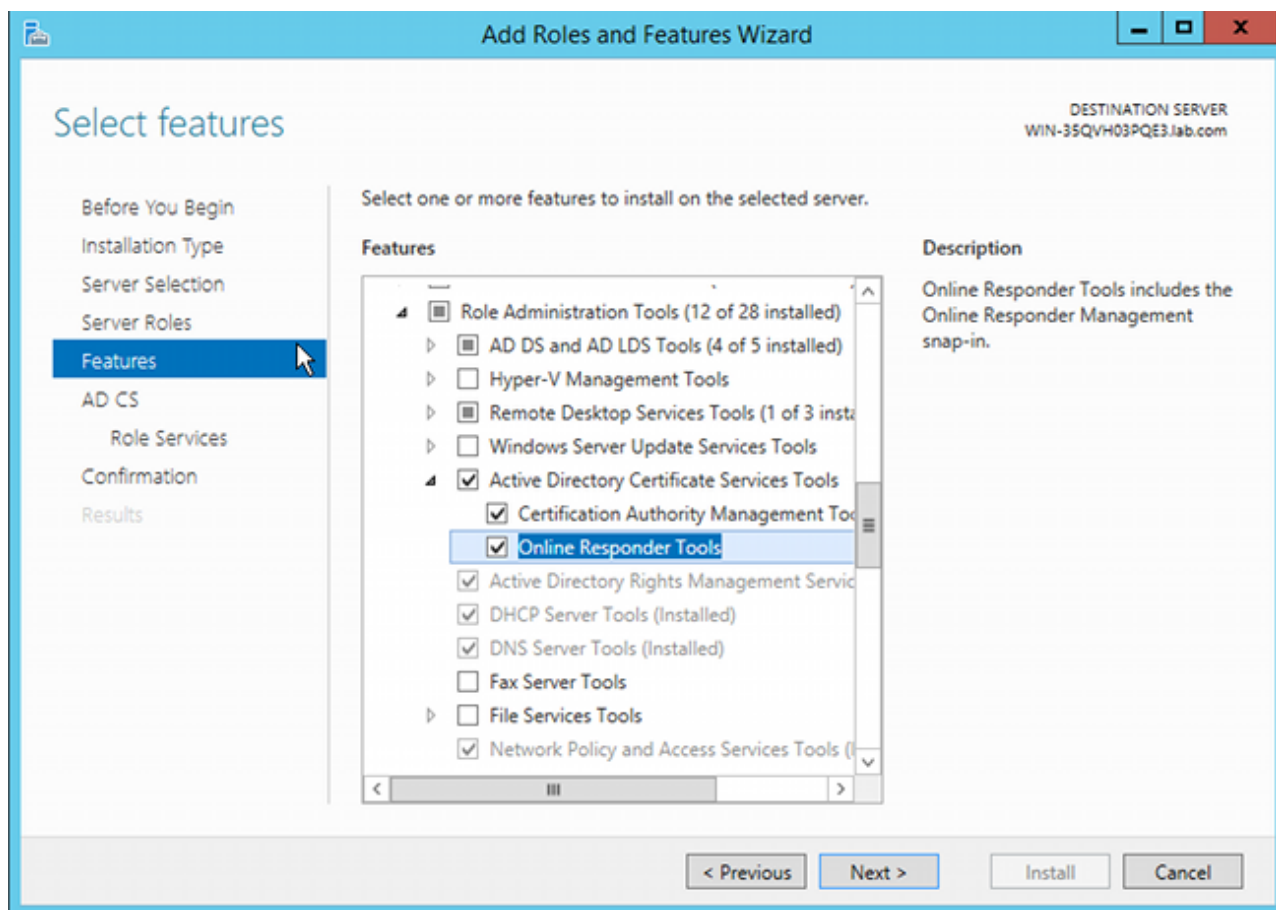 Add Roles and Features Wizard
Select features
DESTINATION SERVER
WIN-35QVH03PQE3.lab.com
Before You Begin
Installation Type
Server Selection
Server Roles
Features
AD CS
Role Services
Confirmation
Results
Select one or more features to install on the selected server.
Features
Role Administration Tools (12 of 28 installed)
AD DS and AD LDS Tools (4 of 5 installed)
Hyper-V Management Tools
Remote Desktop Services Tools (1 of 3 insta
Windows Server Update Services Tools
Active Directory Certificate Services Tools
Certification Authority Management Too
Online Responder Tools
Active Directory Rights Management Servic
DHCP Server Tools (Installed)
DNS Server Tools (Installed)
Fax Server Tools
File Services Tools
Network Policy and Access Services Tools (I
Description
Online Responder Tools includes the
Online Responder Management
snap-in.
< Previous
Next >
Install
Cancel